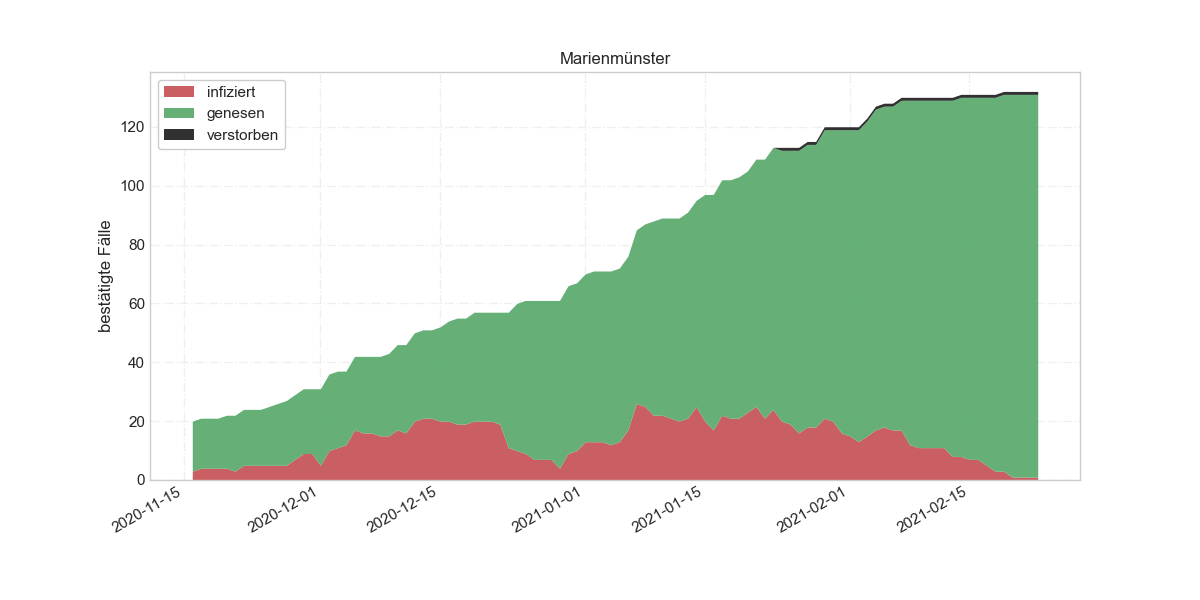 Marienmünster
infiziert
genesen
verstorben
bestätigte Fälle
120
100
80
60
40
20
0
2020-11-15
2020-12-01
2020-12-15
2021-01-01
2021-01-15
2021-02-01
2021-02-15